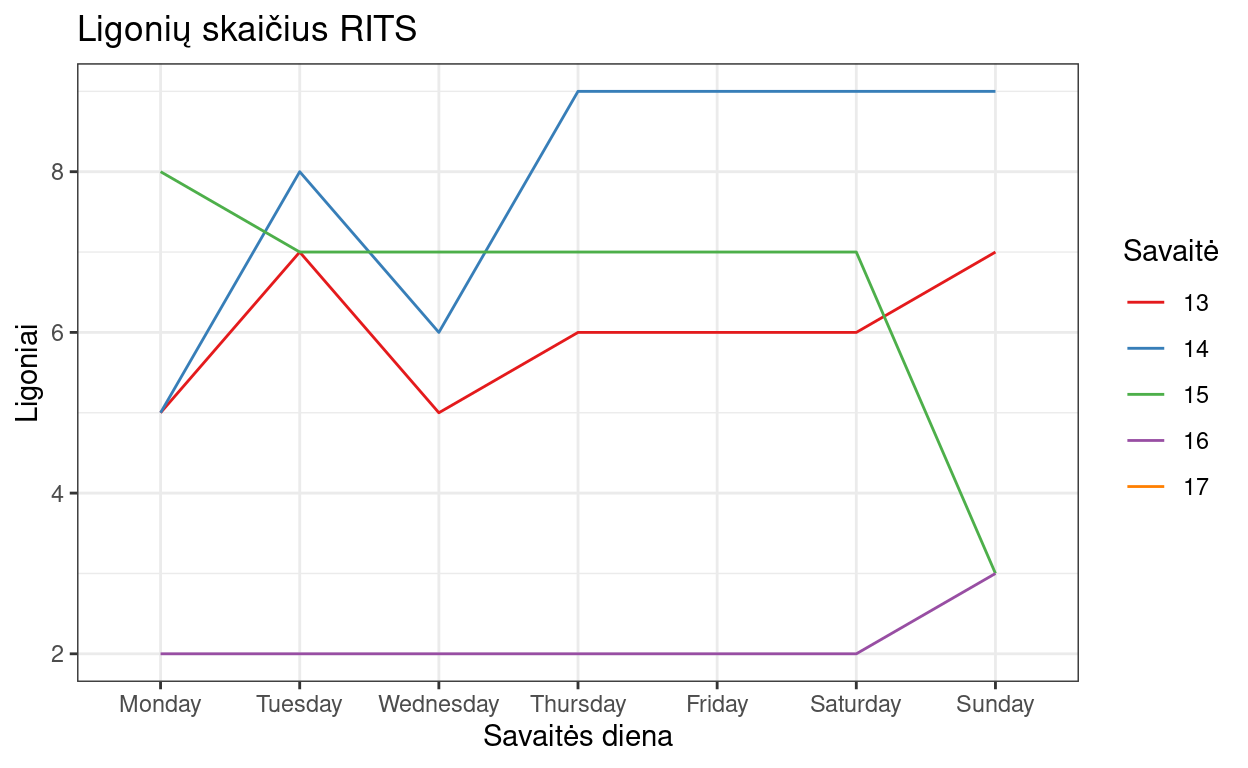 Ligonių skaičius RITS
8
6
4
2
Ligoniai
Monday Tuesday Wednesday Thursday Friday Saturday Sunday
Savaitės diena
Savaitė
13
14
15
16
17